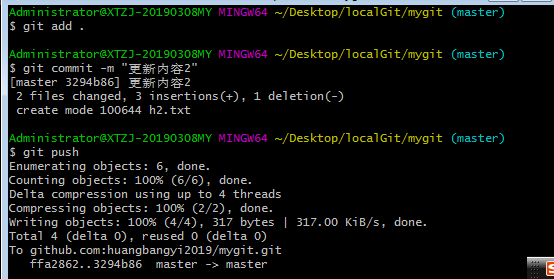 Administrator@XTZJ-20190308MY MINGW64 ~/Desktop/localGit/mygit (master)
$ git add .
Administrator@XTZJ-20190308MY MINGW64 ~/Desktop/localGit/mygit (master)
$ git commit -m "更新内容2"
[master 3294b86] 更新内容2
 2 files changed, 3 insertions(+), 1 deletion(-)
 create mode 100644 h2.txt
Administrator@XTZJ-20190308MY MINGW64 ~/Desktop/localGit/mygit (master)
$ git push
Enumerating objects: 6, done.
Counting objects: 100% (6/6), done.
Delta compression using up to 4 threads
Compressing objects: 100% (2/2), done.
Writing objects: 100% (4/4), 317 bytes | 317.00 KiB/s, done.
Total 4 (delta 0), reused 0 (delta 0)
To github.com:huangbangyi2019/mygit.git
   ffa2862..3294b86  master -> master